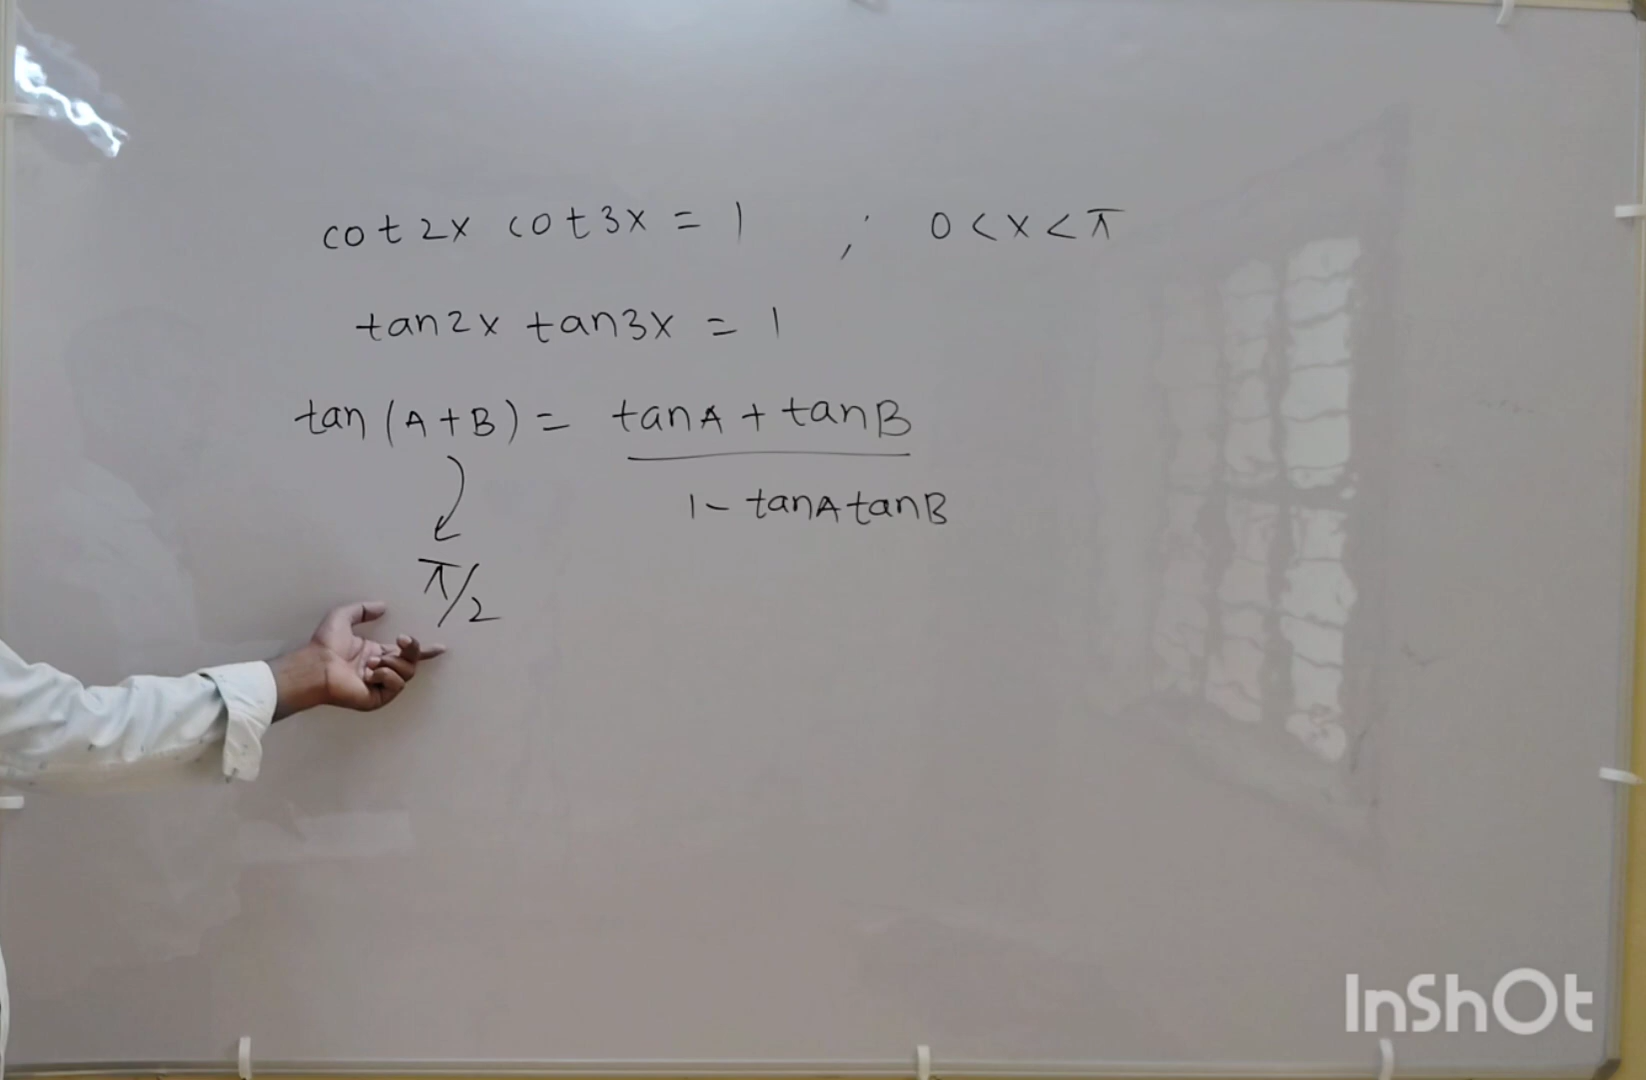 cot2x cot3x = 1 ; 0 < x < π
tan2x tan3x = 1
tan (A+B) = tanA + tanB
1 - tanA tanB
π/2
InShOt